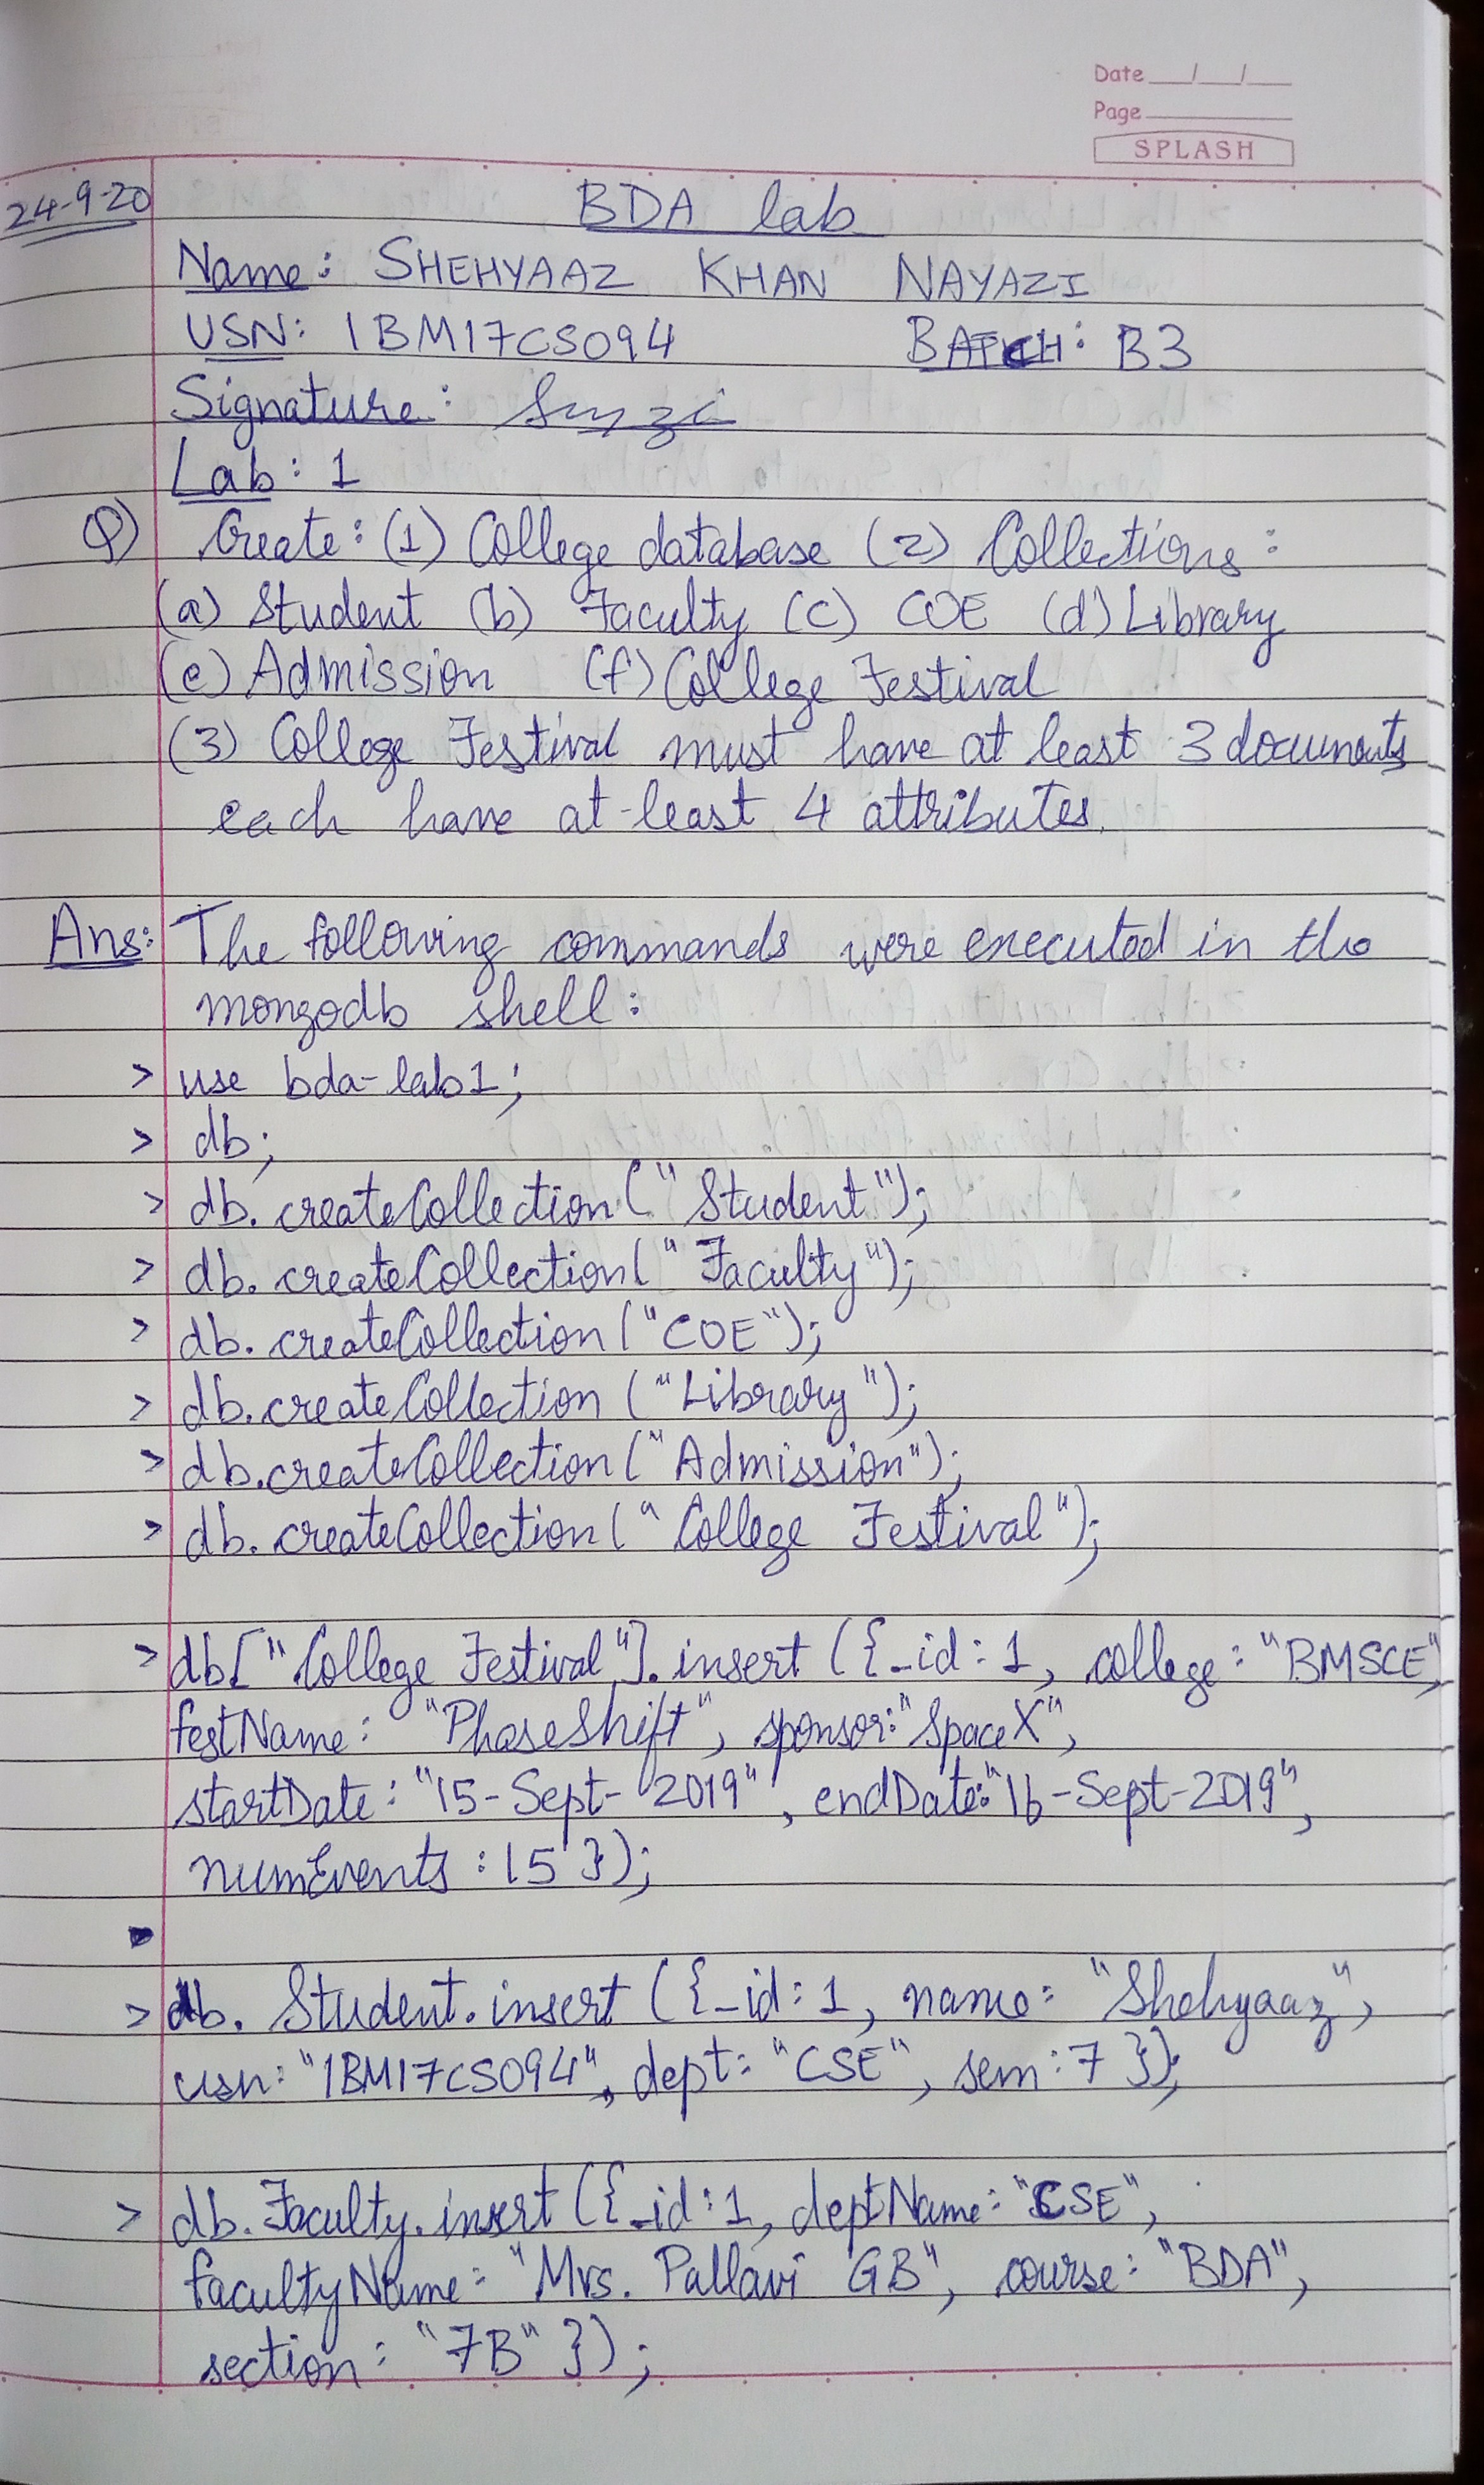 Date __/__/__
Page
SPLASH
24-9-20
BDA lab
Name: SHEHYAAZ KHAN NAYAZI
USN: 1BM17CS094 BATCH: B3
Signature:
Lab: 1
Q) Create: (1) College database (2) Collections:
(a) Student (b) Faculty (c) COE (d) Library
(e) Admission (f) College Festival
(3) College Festival must have at least 3 documents
each have at-least 4 attributes.
Ans: The following commands were executed in the
mongodb shell:
> use bda-lab1;
> db;
> db.createCollection("Student");
> db.createCollection("Faculty");
> db.createCollection("COE");
> db.createCollection("Library");
> db.createCollection("Admission");
> db.createCollection("College Festival");
> db["College Festival"].insert({_id:1, college: "BMSCE",
festName: "PhaseShift", sponsor:"SpaceX",
startDate: "15-Sept-2019", endDate:"16-Sept-2019",
numEvents:15});
> db.Student.insert({_id:1, name: "Shehyaaz",
usn:"1BM17CS094", dept: "CSE", sem:7});
> db.Faculty.insert({_id:1, deptName: "CSE",
facultyName: "Mrs. Pallavi GB", course: "BDA",
section: "7B"});